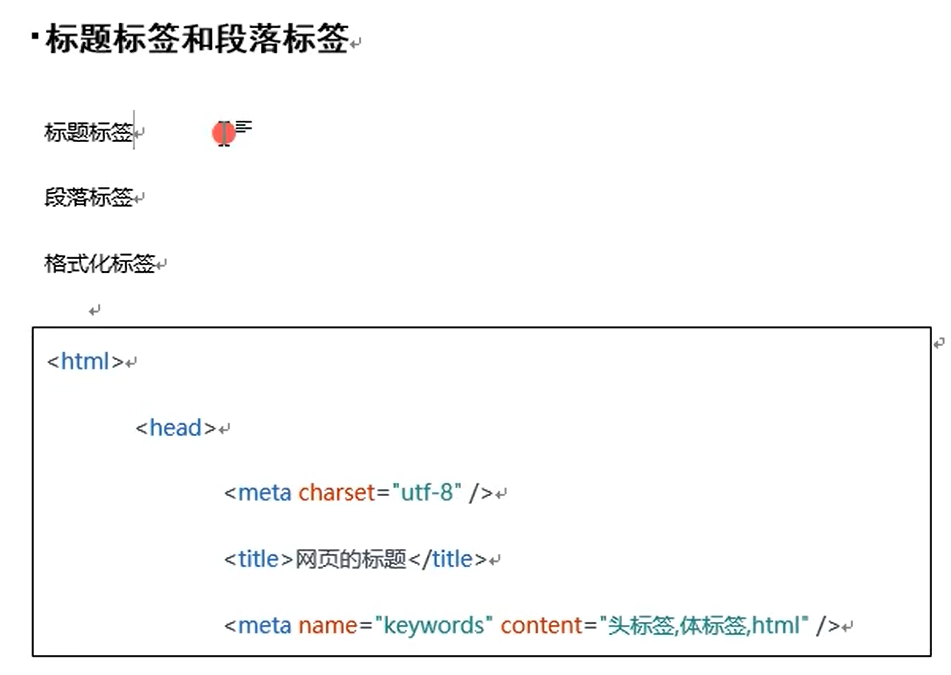 标题标签和段落标签
标题标签
段落标签
格式化标签
<html>
<head>
<meta charset="utf-8" />
<title>网页的标题</title>
<meta name="keywords" content="头标签,体标签,html" />